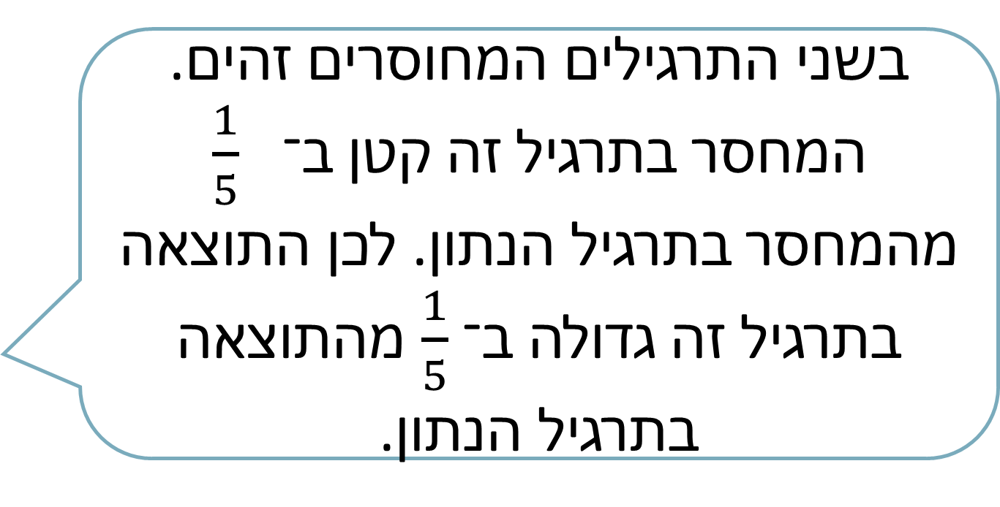 בשני התרגילים המחוסרים זהים.
המחסר בתרגיל זה קטן ב־ 1/5
מהמחסר בתרגיל הנתון. לכן התוצאה
בתרגיל זה גדולה ב־ 1/5 מהתוצאה
בתרגיל הנתון.